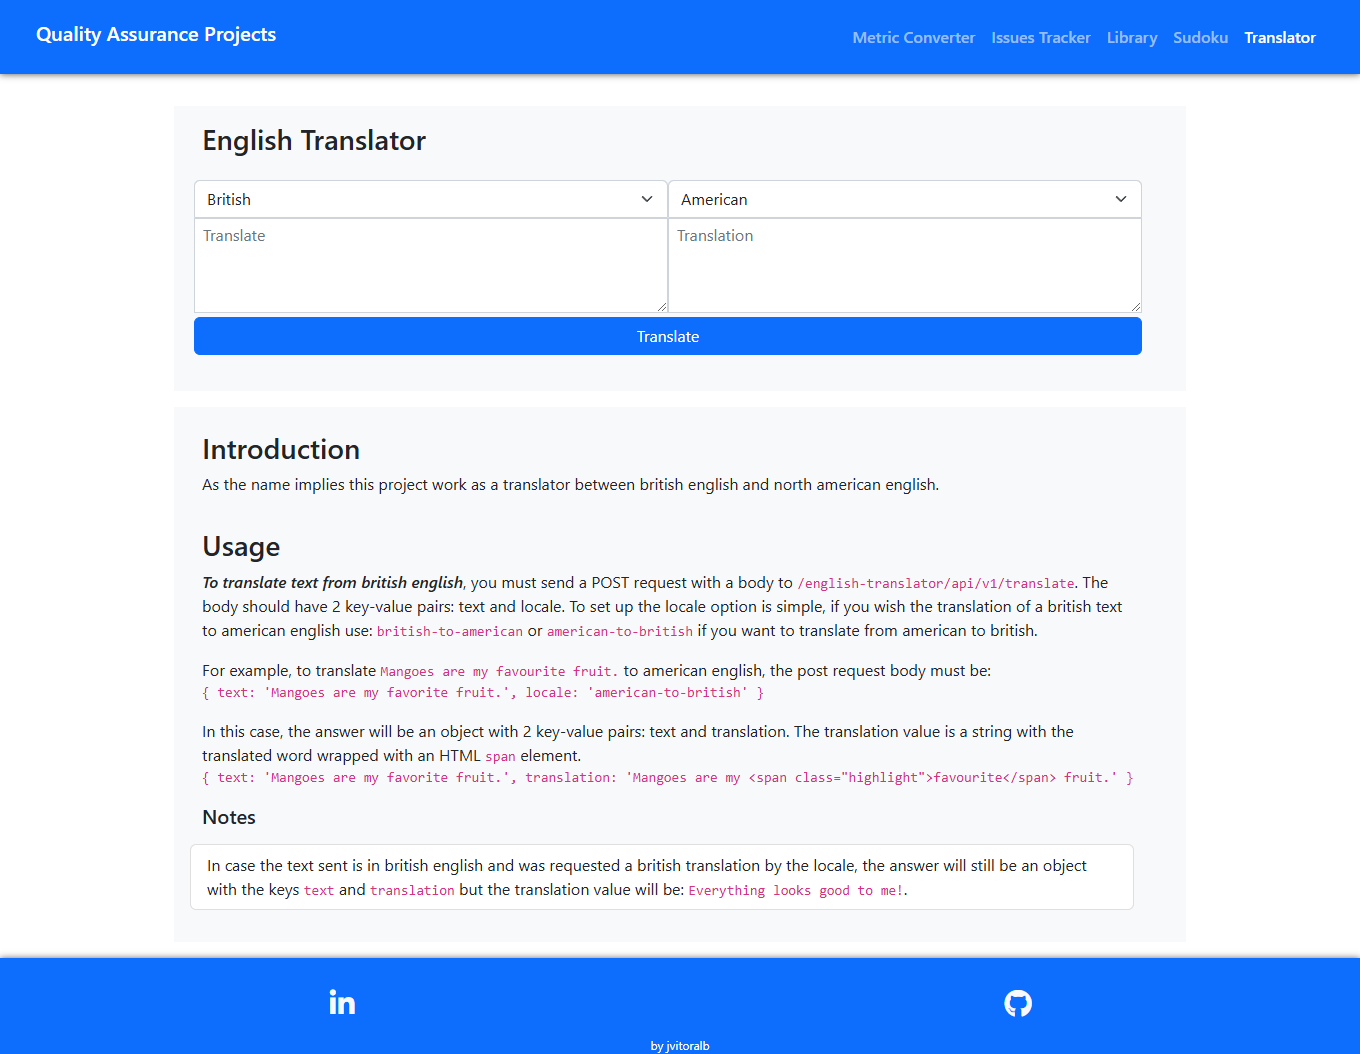 Quality Assurance Projects
Metric Converter Issues Tracker Library Sudoku Translator
English Translator
British American
Translate Translation
Translate
Introduction
As the name implies this project work as a translator between british english and north american english.
Usage
To translate text from british english, you must send a POST request with a body to /english-translator/api/v1/translate. The
body should have 2 key-value pairs: text and locale. To set up the locale option is simple, if you wish the translation of a british text
to american english use: british-to-american or american-to-british if you want to translate from american to british.
For example, to translate Mangoes are my favourite fruit. to american english, the post request body must be:
{ text: 'Mangoes are my favorite fruit.', locale: 'american-to-british' }
In this case, the answer will be an object with 2 key-value pairs: text and translation. The translation value is a string with the
translated word wrapped with an HTML span element.
{ text: 'Mangoes are my favorite fruit.', translation: 'Mangoes are my <span class="highlight">favourite</span> fruit.' }
Notes
In case the text sent is in british english and was requested a british translation by the locale, the answer will still be an object
with the keys text and translation but the translation value will be: Everything looks good to me!.
in
by jvitoralb